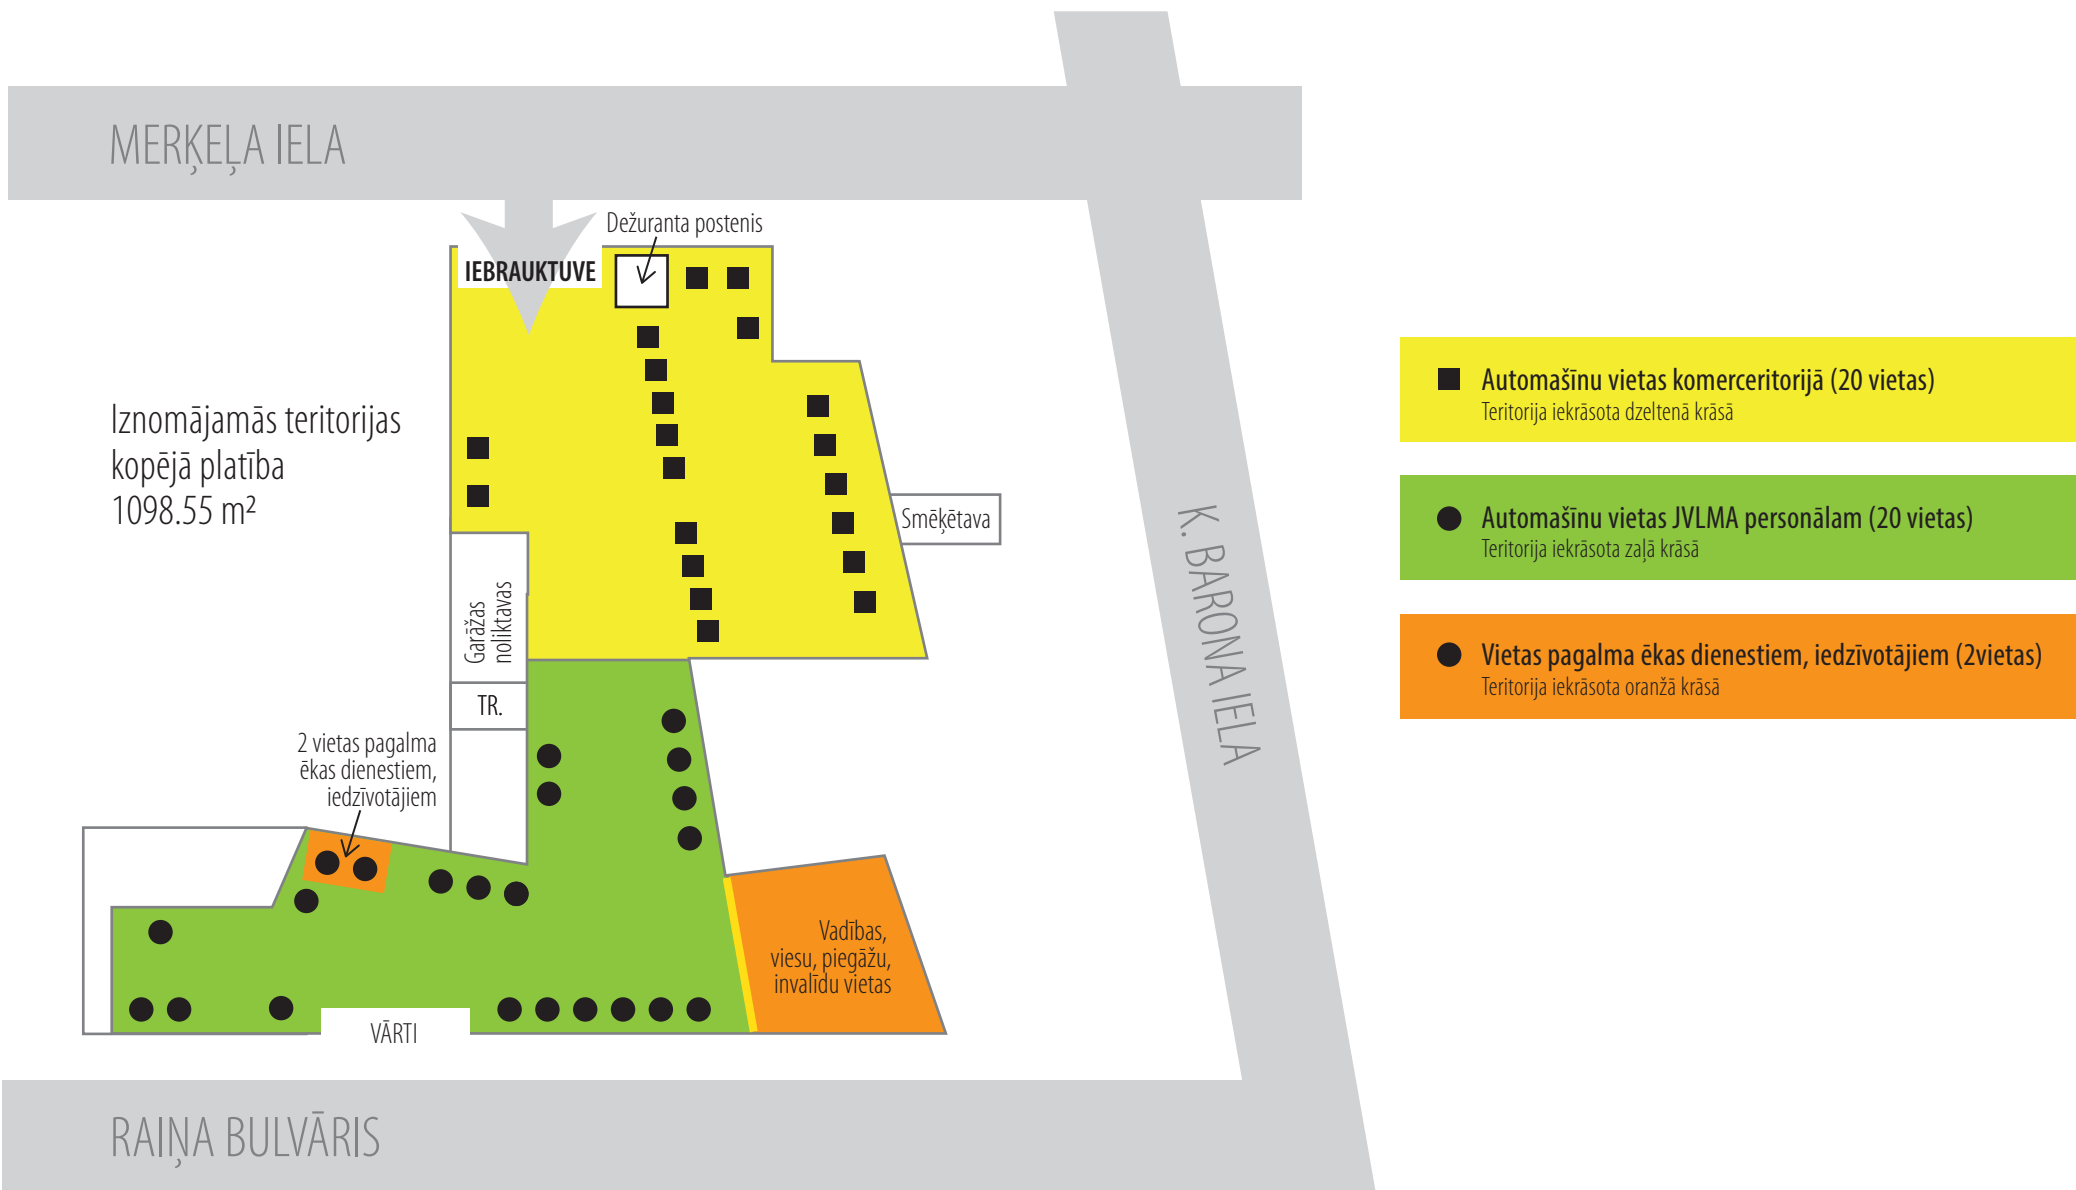 MERĶEĻA IELA
Dežuranta postenis
IEBRAUKTUVE
Iznomājamās teritorijas
kopējā platība
1098.55 m²
Smēķētava
Garāžas
noliktavas
TR.
2 vietas pagalma
ēkas dienestiem,
iedzīvotājiem
Vadības,
viesu, piegāžu,
invalīdu vietas
VĀRTI
RAIŅA BULVĀRIS
K. BARONA IELA
Automašīnu vietas komerceritorijā (20 vietas)
Teritorija iekrāsota dzeltenā krāsā
Automašīnu vietas JVLMA personālam (20 vietas)
Teritorija iekrāsota zaļā krāsā
Vietas pagalma ēkas dienestiem, iedzīvotājiem (2vietas)
Teritorija iekrāsota oranžā krāsā